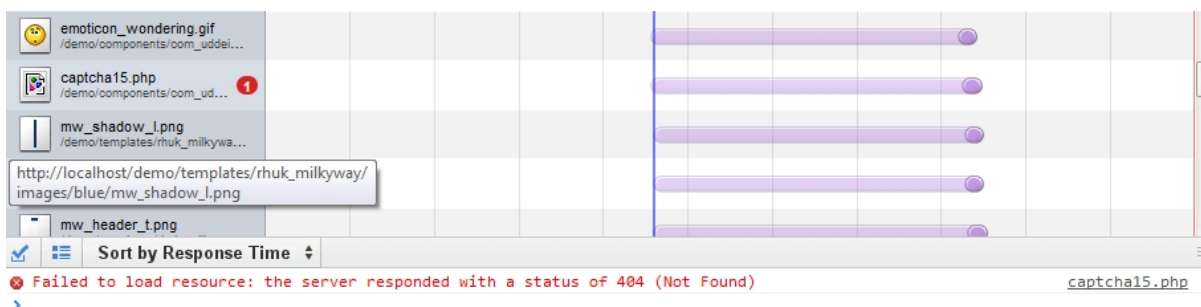 emoticon_wondering.gif
/demo/components/com_uddei...
captcha15.php
/demo/components/com_ud...
1
mw_shadow_l.png
/demo/templates/rhuk_milkywa...
http://localhost/demo/templates/rhuk_milkyway/
images/blue/mw_shadow_l.png
mw_header_t.png
Sort by Response Time
Failed to load resource: the server responded with a status of 404 (Not Found)
captcha15.php